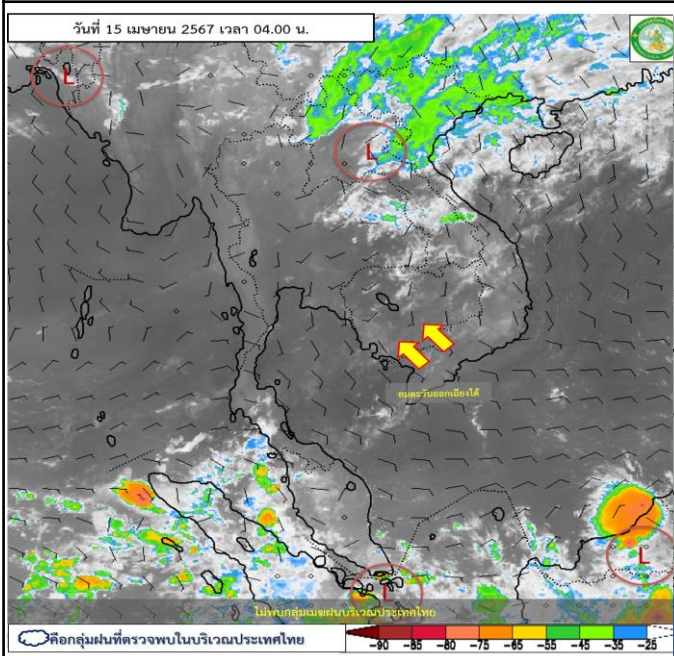 วันที่ 15 เมษายน 2567 เวลา 04.00 น.
L
L
ลมตะวันออกเฉียงใต้
L
L
ไม่พบกลุ่มเมฆฝนบริเวณประเทศไทย
คือกลุ่มฝนที่ตรวจพบในบริเวณประเทศไทย
-90 -85 -80 -75 -65 -55 -45 -35 -25